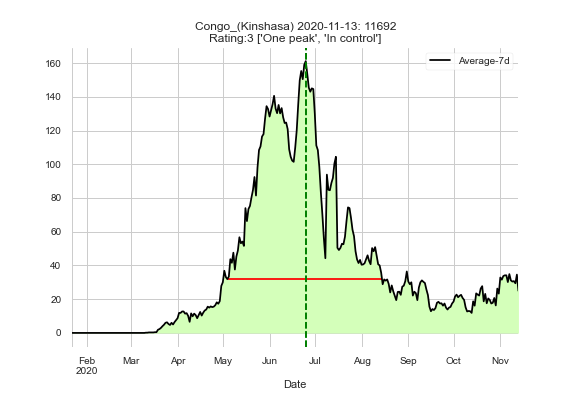 Congo_(Kinshasa) 2020-11-13: 11692
Rating:3 ['One peak', 'In control']
Average-7d
160
140
120
100
80
60
40
20
0
Feb
2020
Mar
Apr
May
Jun
Jul
Aug
Sep
Oct
Nov
Date